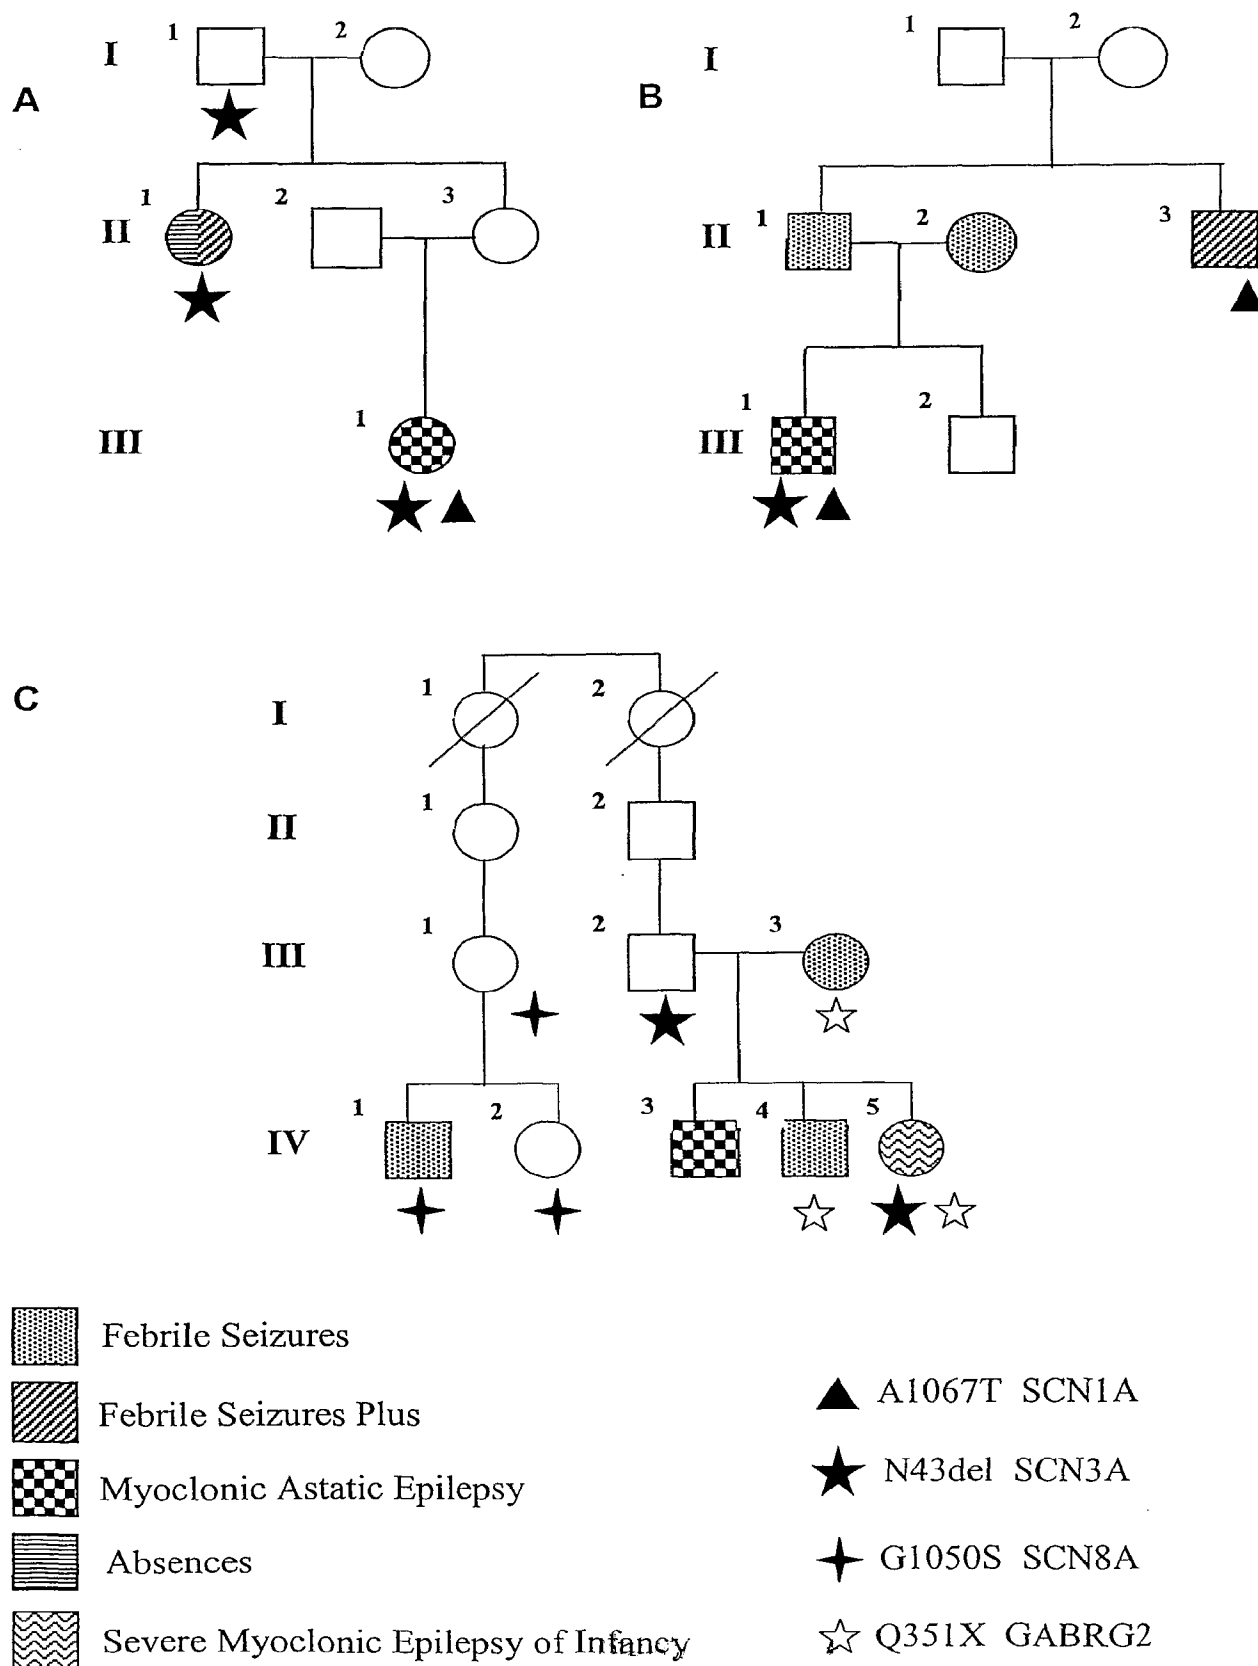 1 2 1 2
I I
A B
1 2 3 1 2 3
II II
1 1 2
III III
C
1 2
I
1 2
II
1 2 3
III
1 2 3 4 5
IV
Febrile Seizures
Febrile Seizures Plus
Myoclonic Astatic Epilepsy
Absences
Severe Myoclonic Epilepsy of Infancy
A1067T SCN1A
N43del SCN3A
G1050S SCN8A
Q351X GABRG2